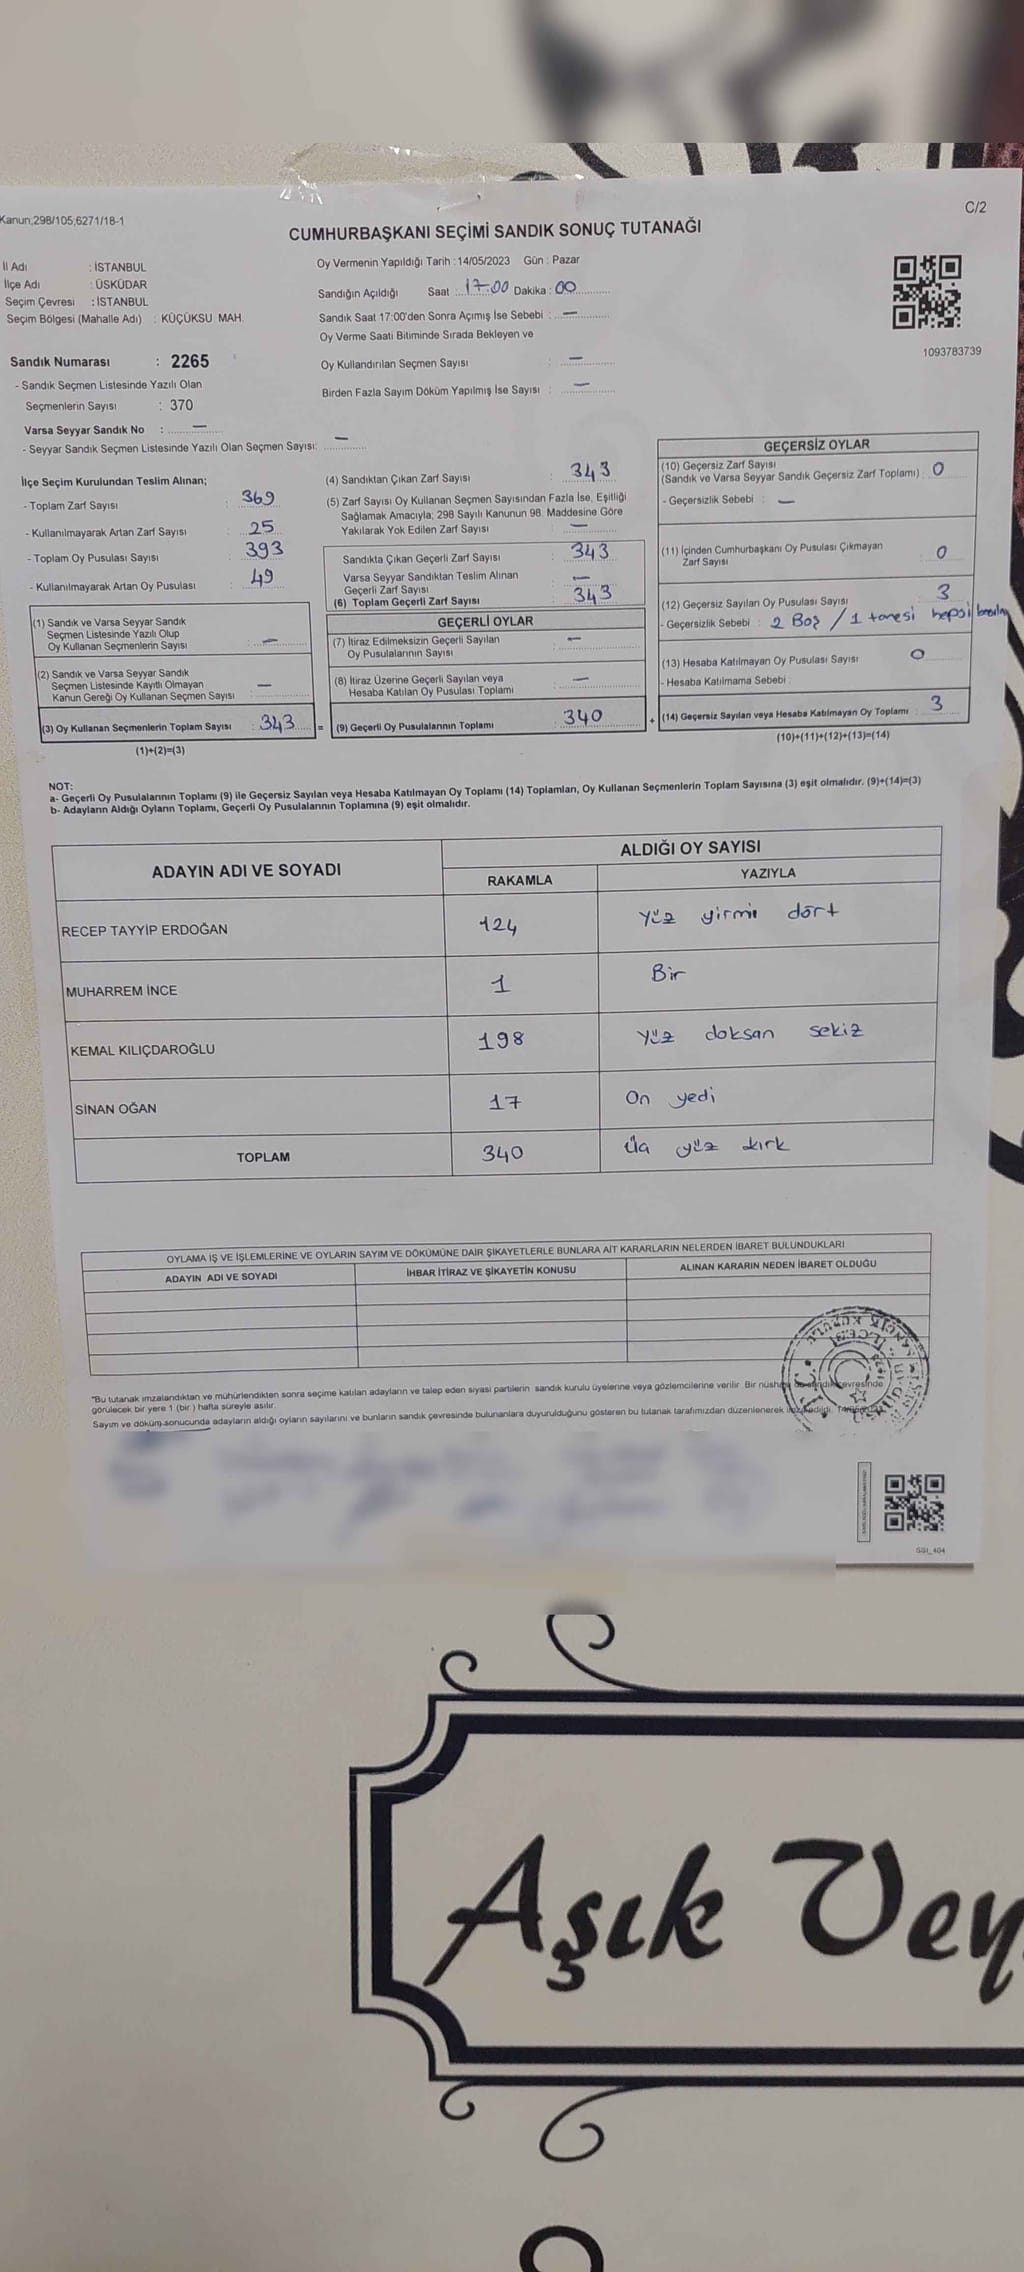 Kanun;298/105;6271/18-1
C/2
CUMHURBAŞKANI SEÇİMİ SANDIK SONUÇ TUTANAĞI
İl Adı : İSTANBUL
İlçe Adı : ÜSKÜDAR
Seçim Çevresi : İSTANBUL
Seçim Bölgesi (Mahalle Adı) : KÜÇÜKSU MAH.
Oy Vermenin Yapıldığı Tarih : 14/05/2023 Gün : Pazar
Sandığın Açıldığı Saat : 17.00 Dakika : 00
Sandık Saat 17:00'den Sonra Açımış İse Sebebi : —
Oy Verme Saati Bitiminde Sırada Bekleyen ve
Oy Kullandırılan Seçmen Sayısı : —
Birden Fazla Sayım Döküm Yapılmış İse Sayısı : —
1093783739
Sandık Numarası : 2265
- Sandık Seçmen Listesinde Yazılı Olan
Seçmenlerin Sayısı : 370
Varsa Seyyar Sandık No : —
- Seyyar Sandık Seçmen Listesinde Yazılı Olan Seçmen Sayısı: —
İlçe Seçim Kurulundan Teslim Alınan;
- Toplam Zarf Sayısı : 369
- Kullanılmayarak Artan Zarf Sayısı : 25
- Toplam Oy Pusulası Sayısı : 393
- Kullanılmayarak Artan Oy Pusulası : 49
(1) Sandık ve Varsa Seyyar Sandık
Seçmen Listesinde Yazılı Olup
Oy Kullanan Seçmenlerin Sayısı : —
(2) Sandık ve Varsa Seyyar Sandık
Seçmen Listesinde Kayıtlı Olmayan
Kanun Gereği Oy Kullanan Seçmen Sayısı : —
(3) Oy Kullanan Seçmenlerin Toplam Sayısı : 343 =
(1)+(2)=(3)
(4) Sandıktan Çıkan Zarf Sayısı : 343
(5) Zarf Sayısı Oy Kullanan Seçmen Sayısından Fazla İse, Eşitliği
Sağlamak Amacıyla; 298 Sayılı Kanunun 98. Maddesine Göre
Yakılarak Yok Edilen Zarf Sayısı : —
Sandıkta Çıkan Geçerli Zarf Sayısı : 343
Varsa Seyyar Sandıktan Teslim Alınan
Geçerli Zarf Sayısı : —
(6) Toplam Geçerli Zarf Sayısı : 343
GEÇERLİ OYLAR
(7) İtiraz Edilmeksizin Geçerli Sayılan
Oy Pusulalarının Sayısı : —
(8) İtiraz Üzerine Geçerli Sayılan veya
Hesaba Katılan Oy Pusulası Toplamı : —
(9) Geçerli Oy Pusulalarının Toplamı : 340 +
GEÇERSİZ OYLAR
(10) Geçersiz Zarf Sayısı
(Sandık ve Varsa Seyyar Sandık Geçersiz Zarf Toplamı) : 0
- Geçersizlik Sebebi : —
(11) İçinden Cumhurbaşkanı Oy Pusulası Çıkmayan
Zarf Sayısı : 0
(12) Geçersiz Sayılan Oy Pusulası Sayısı : 3
- Geçersizlik Sebebi : 2 Boş / 1 tanesi hepsi
(13) Hesaba Katılmayan Oy Pusulası Sayısı : 0
- Hesaba Katılmama Sebebi :
(14) Geçersiz Sayılan veya Hesaba Katılmayan Oy Toplamı : 3
(10)+(11)+(12)+(13)=(14)
NOT:
a- Geçerli Oy Pusulalarının Toplamı (9) ile Geçersiz Sayılan veya Hesaba Katılmayan Oy Toplamı (14) Toplamları, Oy Kullanan Seçmenlerin Toplam Sayısına (3) eşit olmalıdır. (9)+(14)=(3)
b- Adayların Aldığı Oyların Toplamı, Geçerli Oy Pusulalarının Toplamına (9) eşit olmalıdır.
ADAYIN ADI VE SOYADI ALDIĞI OY SAYISI
RAKAMLA YAZIYLA
RECEP TAYYİP ERDOĞAN 124 yüz yirmi dört
MUHARREM İNCE 1 Bir
KEMAL KILIÇDAROĞLU 198 yüz doksan sekiz
SİNAN OĞAN 17 On yedi
TOPLAM 340 Üç yüz kırk
OYLAMA İŞ VE İŞLEMLERİNE VE OYLARIN SAYIM VE DÖKÜMÜNE DAİR ŞİKAYETLERLE BUNLARA AİT KARARLARIN NELERDEN İBARET BULUNDUKLARI
ADAYIN ADI VE SOYADI İHBAR İTİRAZ VE ŞİKAYETİN KONUSU ALINAN KARARIN NEDEN İBARET OLDUĞU
"Bu tutanak imzalandıktan ve mühürlendikten sonra seçime katılan adayların ve talep eden siyasi partilerin sandık kurulu üyelerine veya gözlemcilerine verilir. Bir nüshası da sandık çevresinde
görülecek bir yere 1 (bir) hafta süreyle asılır.
Sayım ve döküm sonucunda adayların aldığı oyların sayılarını ve bunların sandık çevresinde bulunanlara duyurulduğunu gösteren bu tutanak tarafımızdan düzenlenerek imza edildi.
T.C.
Aşık Vey